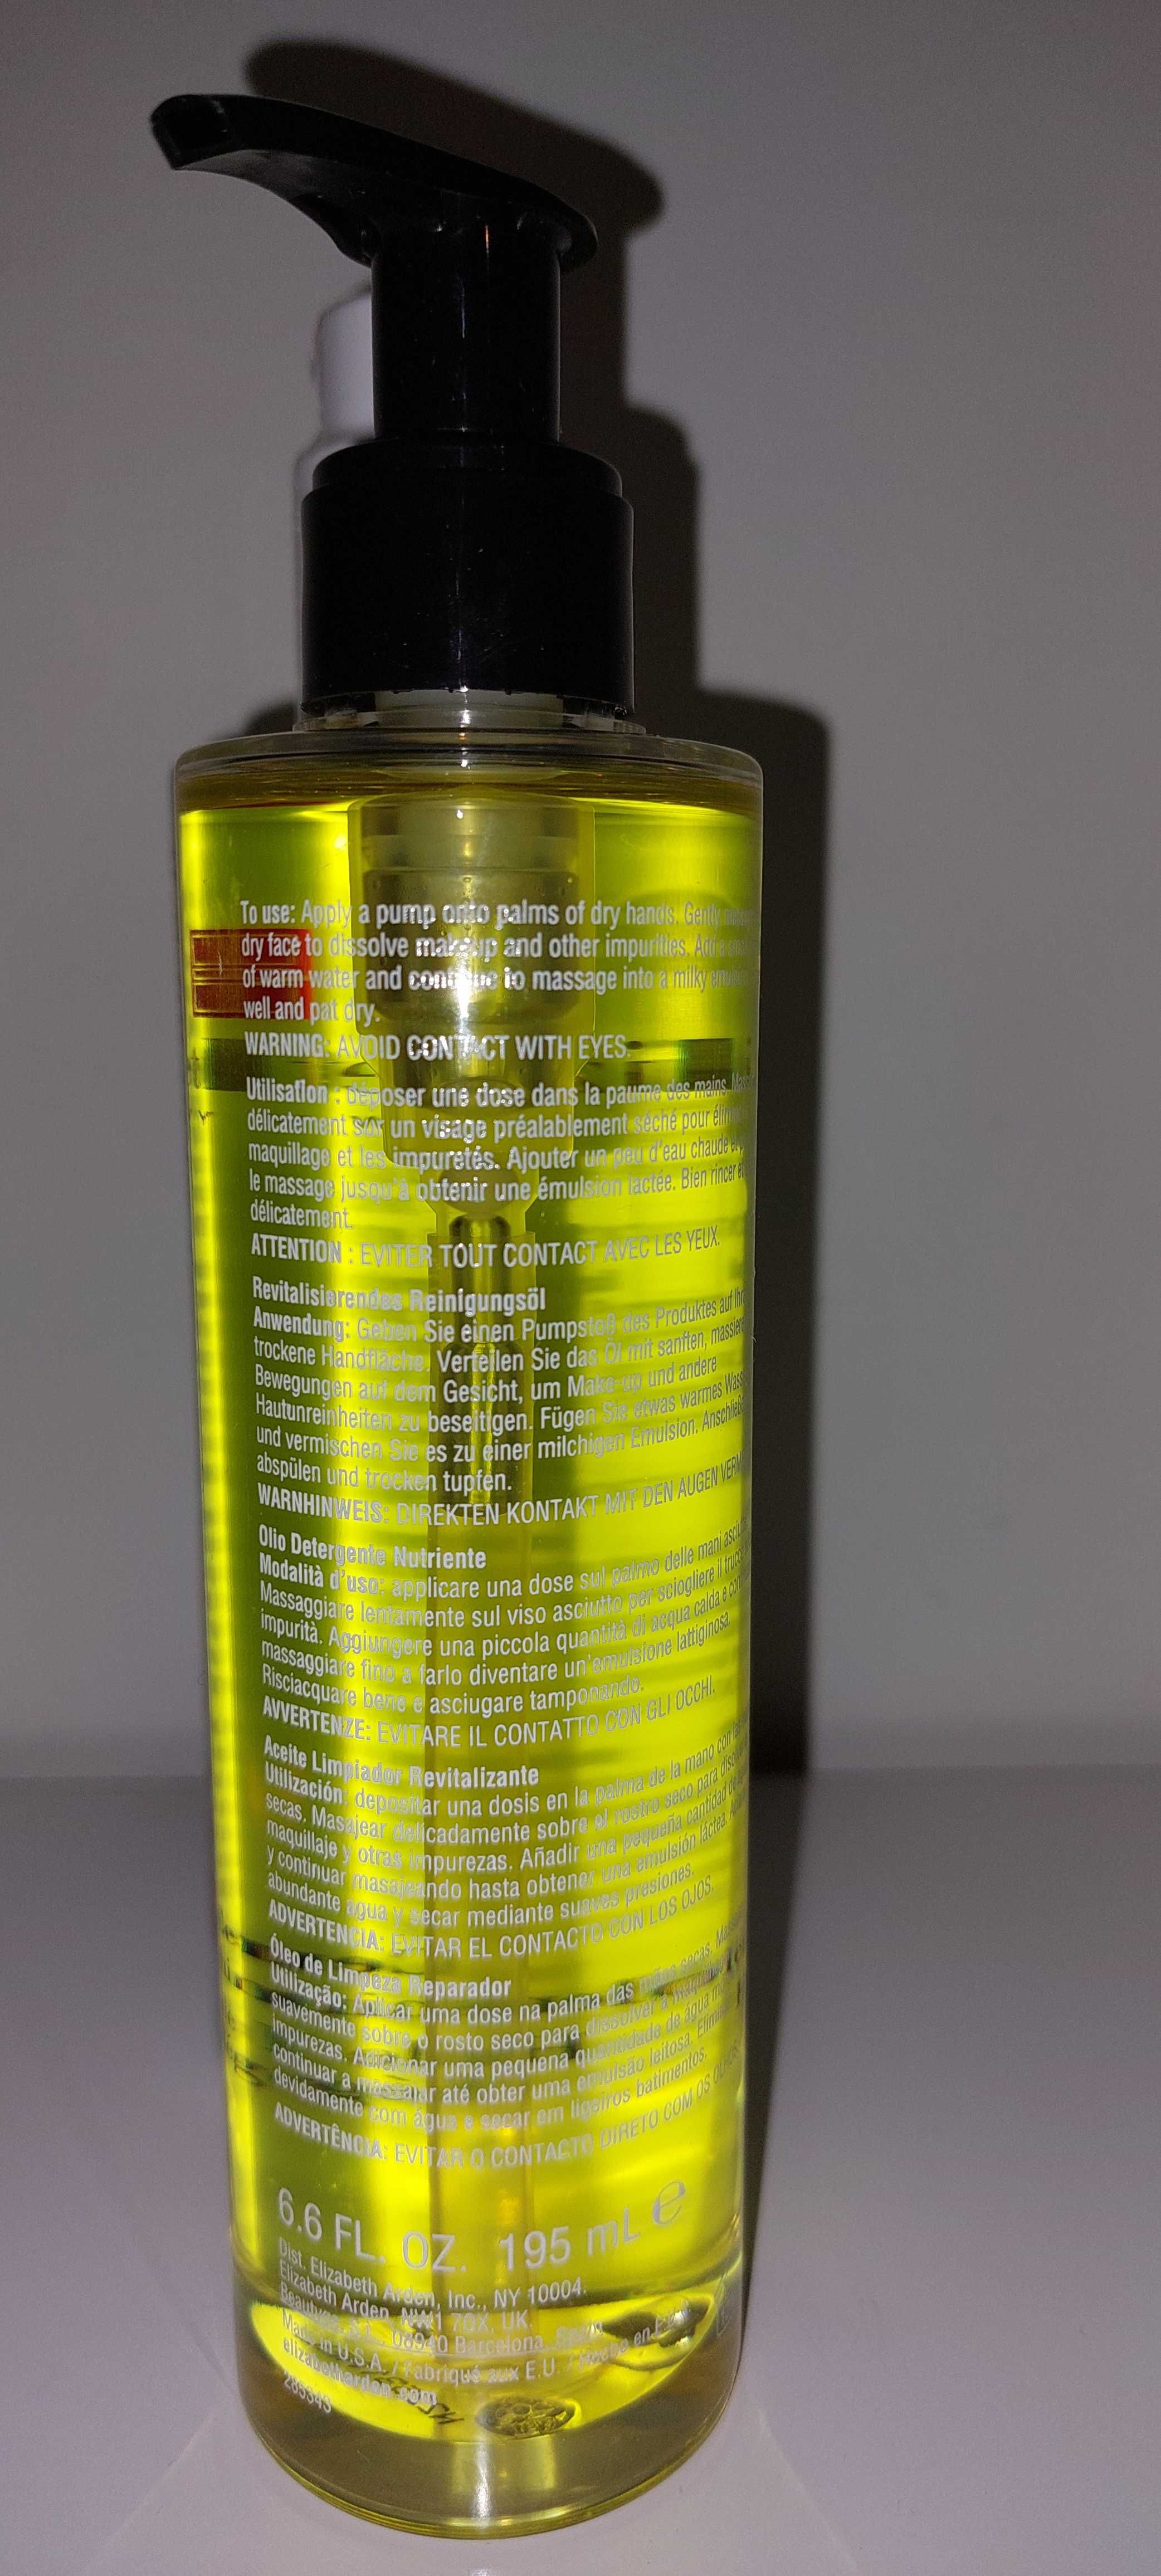 To use: Apply a pump onto palms of dry hands. Gently
dry face to dissolve makeup and other impurities. Add a
of warm water and continue to massage into a milky
well and pat dry.
WARNING: AVOID CONTACT WITH EYES.
Utilisation : déposer une dose dans la paume des mains.
délicatement sur un visage préalablement séché pour
maquillage et les impuretés. Ajouter un peu d'eau chaude et
le massage jusqu'à obtenir une émulsion lactée. Bien rincer et
délicatement.
ATTENTION : EVITER TOUT CONTACT AVEC LES YEUX.
Revitalisierendes Reinigungsöl
Anwendung: Geben Sie einen Pumpstoß des Produktes auf
trockene Handfläche. Verteilen Sie das Öl mit sanften,
Bewegungen auf dem Gesicht, um Make-up und andere
Hautunreinheiten zu beseitigen. Fügen Sie etwas warmes
und vermischen Sie es zu einer milchigen Emulsion.
abspülen und trocken tupfen.
WARNHINWEIS: DIREKTEN KONTAKT MIT DEN AUGEN
Olio Detergente Nutriente
Modalità d'uso: applicare una dose sul palmo delle mani
Massaggiare lentamente sul viso asciutto per sciogliere il
impurità. Aggiungere una piccola quantità di acqua calda e
massaggiare fino a farlo diventare un'emulsione lattiginosa.
Risciacquare bene e asciugare tamponando.
AVVERTENZE: EVITARE IL CONTATTO CON GLI OCCHI.
Aceite Limpiador Revitalizante
Utilización: depositar una dosis en la palma de la mano con
secas. Masajear delicadamente sobre el rostro seco para
maquillaje y otras impurezas. Añadir una pequeña cantidad de
y continuar masajeando hasta obtener una emulsión láctea.
abundante agua y secar mediante suaves presiones.
ADVERTENCIA: EVITAR EL CONTACTO CON LOS OJOS.
Óleo de Limpeza Reparador
Utilização: Aplicar uma dose na palma das mãos secas.
suavemente sobre o rosto seco para dissolver a
impurezas. Adicionar uma pequena quantidade de água
continuar a massajar até obter uma emulsão leitosa.
devidamente com água e secar em ligeiros batimentos.
ADVERTÊNCIA: EVITAR O CONTACTO DIRETO COM OS
6.6 FL. OZ. 195 mL ℮
Dist. Elizabeth Arden, Inc., NY 10004.
Elizabeth Arden, NW1 7QX, UK.
Beautyge, S.L., 08940 Barcelona, Spain
Made in U.S.A. / Fabriqué aux E.U. / Hecho en
elizabetharden.com
285343